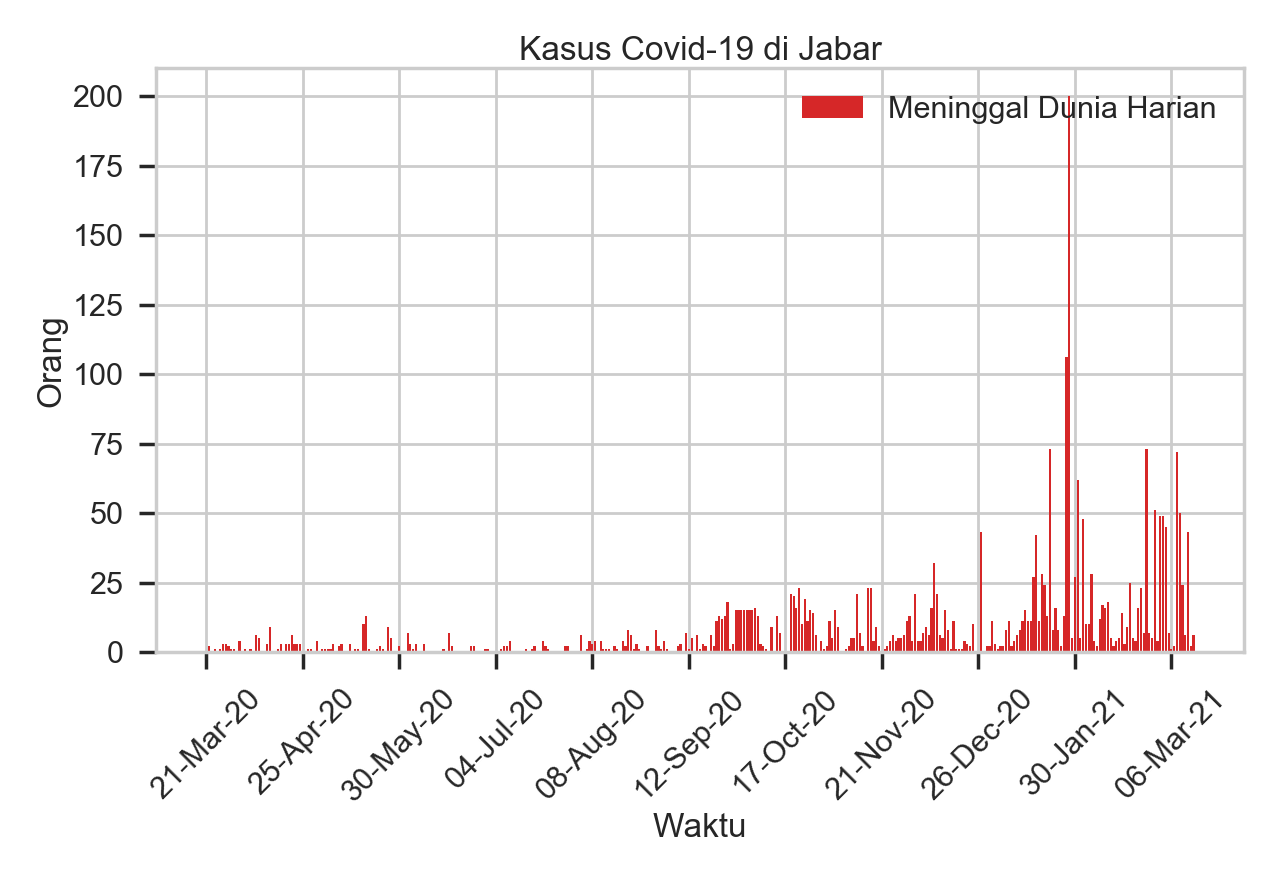 Kasus Covid-19 di Jabar
Meninggal Dunia Harian
200
175
150
125
100
75
50
25
0
Orang
21-Mar-20
25-Apr-20
30-May-20
04-Jul-20
08-Aug-20
12-Sep-20
17-Oct-20
21-Nov-20
26-Dec-20
30-Jan-21
06-Mar-21
Waktu